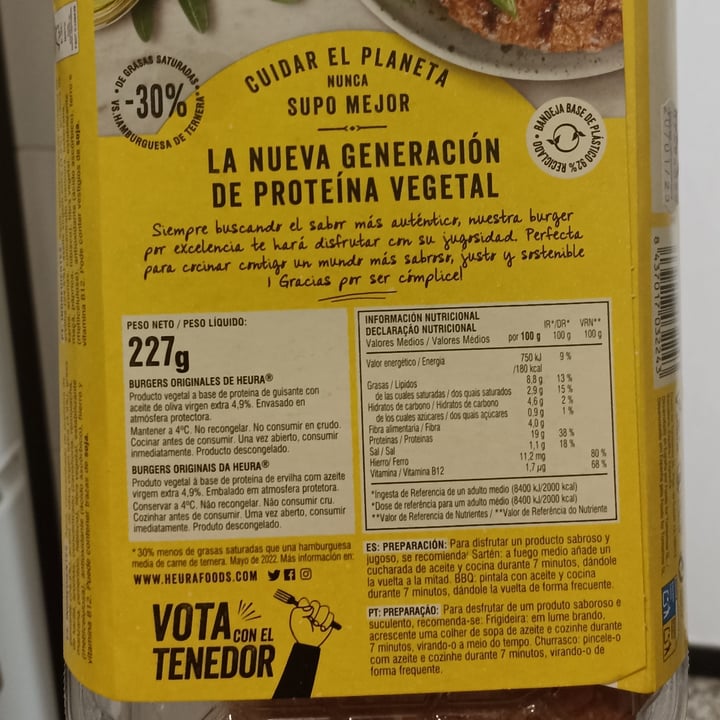 • DE GRASAS SATURADAS •
-30%
VS. HAMBURGUESA DE TERNERA*
CUIDAR EL PLANETA
NUNCA
SUPO MEJOR
• BANDEJA BASE DE PLÁSTICO 92% RECICLADO
LA NUEVA GENERACIÓN
DE PROTEÍNA VEGETAL
Siempre buscando el sabor más auténtico, nuestra burger
por excelencia te hará disfrutar con su jugosidad. Perfecta
para cocinar contigo un mundo más sabroso, justo y sostenible
¡ Gracias por ser cómplice!
PESO NETO / PESO LÍQUIDO:
227g
BURGERS ORIGINALES DE HEURA®
Producto vegetal a base de proteína de guisante con
aceite de oliva virgen extra 4,9%. Envasado en
atmósfera protectora.
Mantener a 4ºC. No recongelar. No consumir en crudo.
Cocinar antes de consumir. Una vez abierto, consumir
inmediatamente. Producto descongelado.
BURGERS ORIGINAIS DA HEURA®
Produto vegetal à base de proteína de ervilha com azeite
virgem extra 4,9%. Embalado em atmosfera protetora.
Conservar a 4ºC. Não recongelar. Não consumir cru.
Cozinhar antes de consumir. Uma vez aberto, consumir
imediatamente. Produto descongelado.
INFORMACIÓN NUTRICIONAL
DECLARAÇÃO NUTRICIONAL
Valores Medios / Valores Médios por 100 g IR*/DR* 100 g VRN** 100 g
Valor energético / Energia 750 kJ 9 %
/180 kcal
Grasas / Lípidos 8,8 g 13 %
de las cuales saturadas / dos quais saturados 2,9 g 15 %
Hidratos de carbono / Hidratos de carbono 4,6 g 2 %
de los cuales azúcares / dos quais açúcares 0,9 g 1 %
Fibra alimentaria / Fibra 4,0 g
Proteínas / Proteínas 19 g 38 %
Sal / Sal 1,1 g 18 %
Hierro/ Ferro 11,2 mg 80 %
Vitamina / Vitamina B12 1,7 µg 68 %
*Ingesta de Referencia de un adulto medio (8400 kJ/2000 kcal)
*Dose de referência para um adulto médio (8400 kJ/2000 kcal)
**Valor de Referencia de Nutrientes / **Valor de Referência do Nutriente
*30% menos de grasas saturadas que una hamburguesa
media de carne de ternera. Mayo de 2022. Más información en:
WWW.HEURAFOODS.COM
VOTA
CON EL
TENEDOR
ES: PREPARACIÓN: Para disfrutar un producto sabroso y
jugoso, se recomienda: Sartén: a fuego medio añade un
cucharada de aceite y cocina durante 7 minutos, dándole
la vuelta a la mitad. BBQ: píntala con aceite y cocina
durante 7 minutos, dándole la vuelta de forma frecuente.
PT: PREPARAÇÃO: Para desfrutar de um produto saboroso e
suculento, recomenda-se: Frigideira: em lume brando,
acrescente uma colher de sopa de azeite e cozinhe durante
7 minutos, virando-o a meio do tempo. Churrasco: pincele-o
com azeite e cozinhe durante 7 minutos, virando-o de
forma frequente.
8 437017 032243